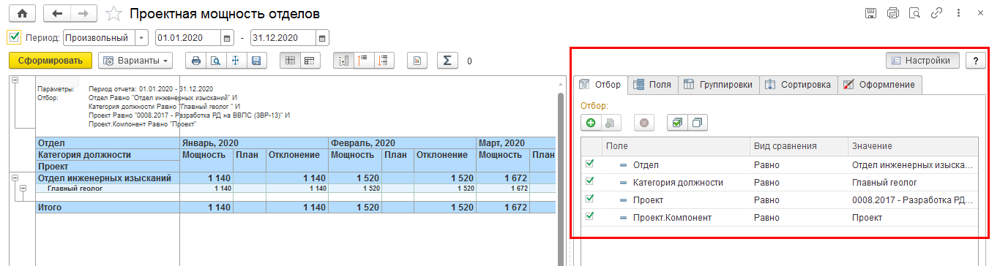 Проектная мощность отделов
Период: Произвольный 01.01.2020 - 31.12.2020
Сформировать Варианты Σ 0
Настройки ?
Параметры: Период отчета: 01.01.2020 - 31.12.2020
Отбор: Отдел Равно "Отдел инженерных изысканий" И
Категория должности Равно "Главный геолог " И
Проект Равно "0008.2017 - Разработка РД на ВВПС (ЗВР-13)" И
Проект.Компонент Равно "Проект"
Отдел Январь, 2020 Февраль, 2020 Март, 2020
Категория должности Мощность План Отклонение Мощность План Отклонение Мощность План
Проект
Отдел инженерных изысканий 1 140 1 140 1 520 1 520 1 672
Главный геолог 1 140 1 140 1 520 1 520 1 672
Итого 1 140 1 140 1 520 1 520 1 672
Отбор Поля Группировки Сортировка Оформление
Отбор:
Поле Вид сравнения Значение
Отдел Равно Отдел инженерных изыска...
Категория должности Равно Главный геолог
Проект Равно 0008.2017 - Разработка РД...
Проект.Компонент Равно Проект